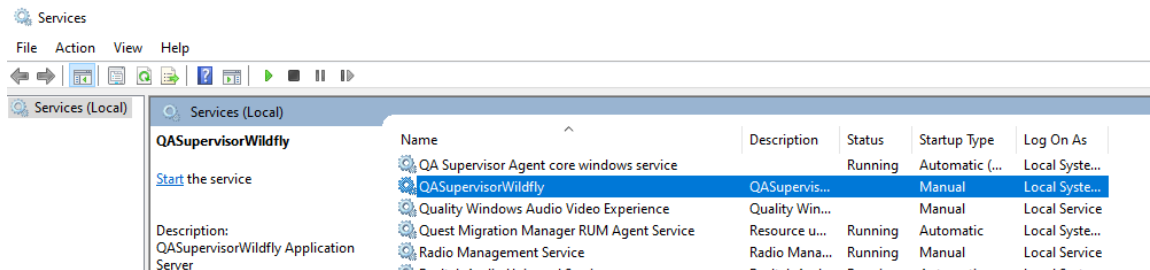 Services
File Action View Help
Services (Local)
Services (Local)
QASupervisorWildfly
Start the service
Description:
QASupervisorWildfly Application
Server
Name Description Status Startup Type Log On As
QA Supervisor Agent core windows service Running Automatic (... Local Syste...
QASupervisorWildfly QASupervis... Manual Local Syste...
Quality Windows Audio Video Experience Quality Win... Manual Local Service
Quest Migration Manager RUM Agent Service Resource u... Running Automatic Local Syste...
Radio Management Service Radio Mana... Running Manual Local Service